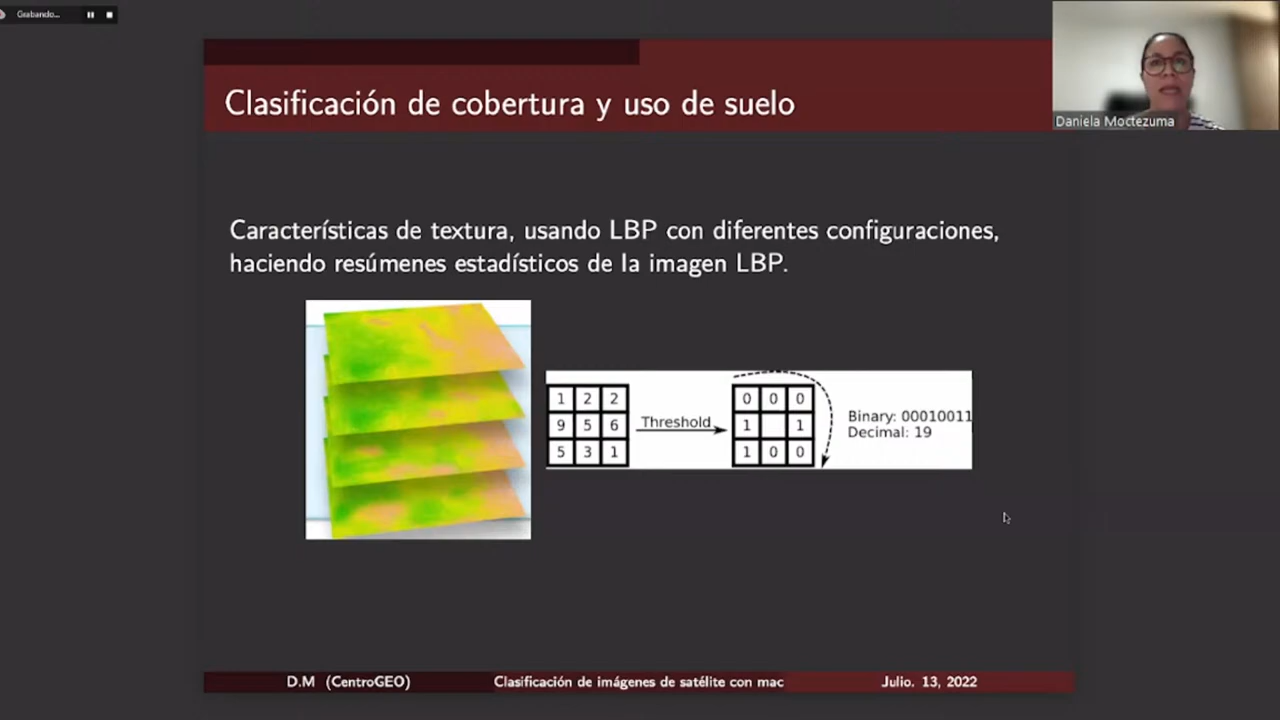 Grabando...
Daniela Moctezuma
Clasificación de cobertura y uso de suelo
Características de textura, usando LBP con diferentes configuraciones,
haciendo resúmenes estadísticos de la imagen LBP.
1 2 2
9 5 6
5 3 1
Threshold
0 0 0
1 1
1 0 0
Binary: 00010011
Decimal: 19
D.M (CentroGEO)
Clasificación de imágenes de satélite con mac
Julio. 13, 2022